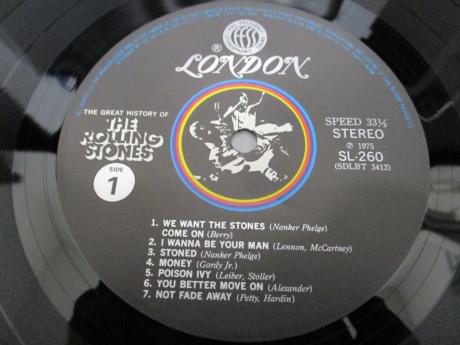 ® LONDON
THE GREAT HISTORY OF
THE
ROLLING
STONES
SIDE
1
SPEED 33⅓
STEREO
℗ 1975
SL-260
(SDLBT 3412)
1. WE WANT THE STONES (Nanker Phelge)
COME ON (Berry)
2. I WANNA BE YOUR MAN (Lennon, McCartney)
3. STONED (Nanker Phelge)
4. MONEY (Gordy Jr.)
5. POISON IVY (Leiber, Stoller)
6. YOU BETTER MOVE ON (Alexander)
7. NOT FADE AWAY (Petty, Hardin)